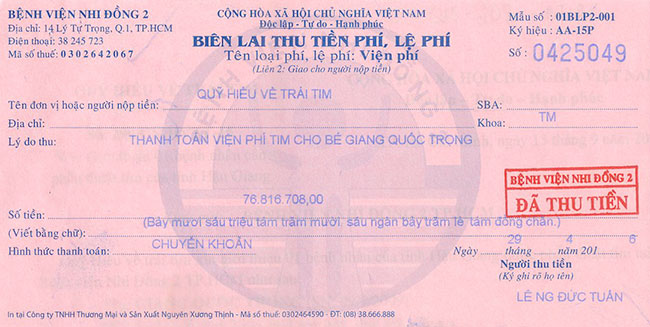 BỆNH VIỆN NHI ĐỒNG 2
Địa chỉ: 14 Lý Tự Trọng, Q.1, TP.HCM
Điện thoại: 38 245 723
Mã số thuế: 0302642067
CỘNG HÒA XÃ HỘI CHỦ NGHĨA VIỆT NAM
Độc lập - Tự do - Hạnh phúc
BIÊN LAI THU TIỀN PHÍ, LỆ PHÍ
Tên loại phí, lệ phí: Viện phí
(Liên 2: Giao cho người nộp tiền)
Mẫu số : 01BLP2-001
Ký hiệu : AA-15P
Số : 0425049
QUỸ HIỂU VỀ TRÁI TIM
Tên đơn vị hoặc người nộp tiền: SBA:
Địa chỉ: Khoa: TM
Lý do thu: THANH TOÁN VIỆN PHÍ TIM CHO BÉ GIANG QUỐC TRỌNG
76.816.708,00
BỆNH VIỆN NHI ĐỒNG 2
ĐÃ THU TIỀN
Số tiền: (Bảy mươi sáu triệu tám trăm mười, sáu ngàn bảy trăm lẻ tám đồng chẵn.)
(Viết bằng chữ):
Hình thức thanh toán: CHUYỂN KHOẢN
29 4 6
Ngày tháng năm 201
Người thu tiền
(Ký ghi rõ họ tên)
LÊ NG ĐỨC TUẤN
In tại Công ty TNHH Thương Mại và Sản Xuất Nguyên Xương Thịnh - Mã số thuế: 0302464590 - ĐT: (08) 38.666.888